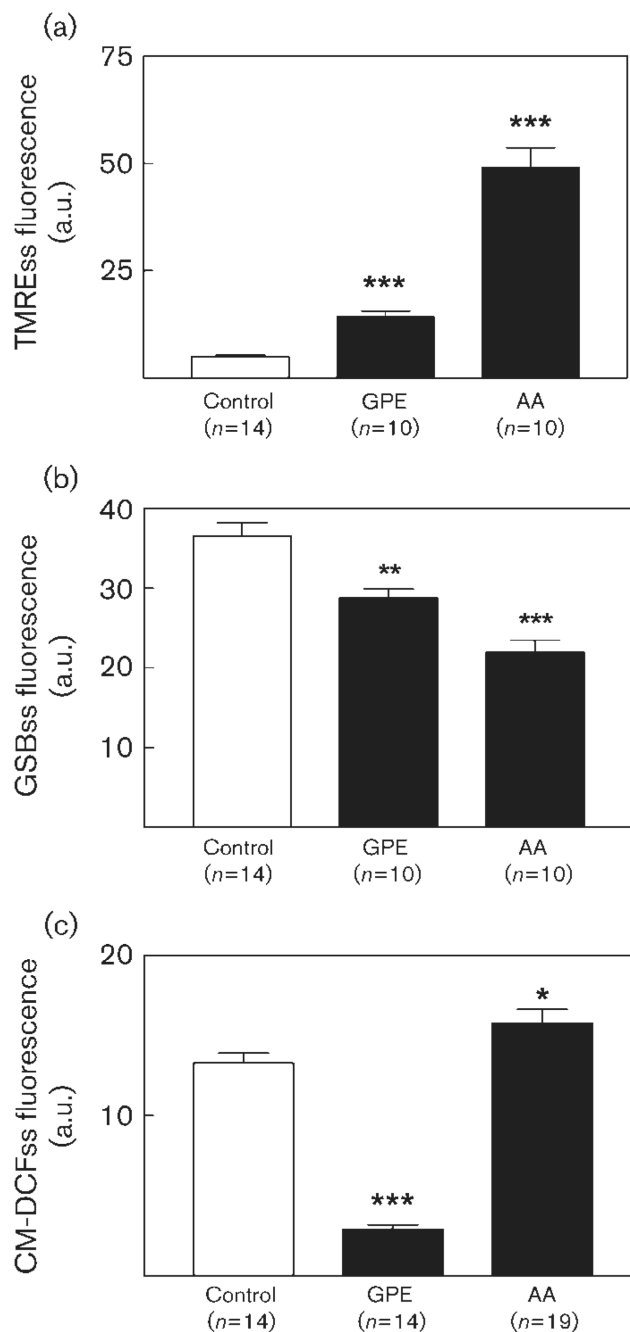 (a)
TMREss fluorescence
(a.u.)
75
50
25
***
***
Control
GPE
AA
(n=14)
(n=10)
(n=10)
(b)
GSBss fluorescence
(a.u.)
40
30
20
10
**
***
Control
GPE
AA
(n=14)
(n=10)
(n=10)
(c)
CM-DCFss fluorescence
(a.u.)
20
10
***
*
Control
GPE
AA
(n=14)
(n=14)
(n=19)